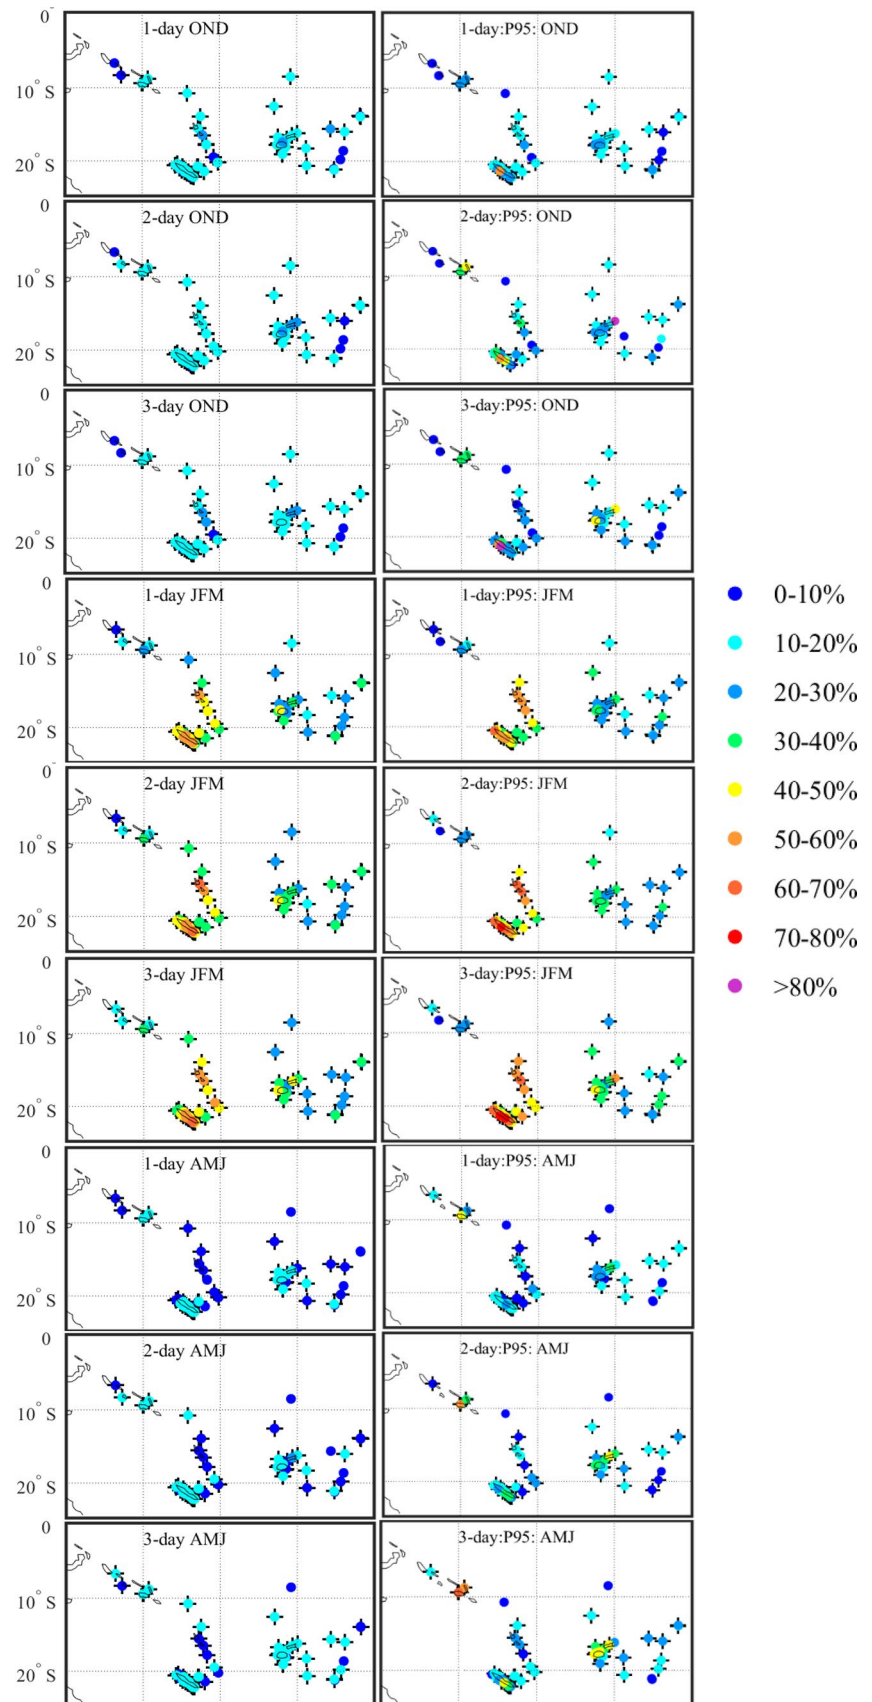 0°
1-day OND
1-day:P95: OND
10° S
20° S
0
2-day OND
2-day:P95: OND
10° S
20° S
0
3-day OND
3-day:P95: OND
10° S
20° S
0
1-day JFM
1-day:P95: JFM
0-10%
10-20%
10° S
20-30%
20° S
30-40%
0
2-day JFM
2-day:P95: JFM
40-50%
10° S
50-60%
60-70%
20° S
70-80%
0
3-day JFM
3-day:P95: JFM
>80%
10° S
20° S
0
1-day AMJ
1-day:P95: AMJ
10° S
20° S
0
2-day AMJ
2-day:P95: AMJ
10° S
20° S
0
3-day AMJ
3-day:P95: AMJ
10° S
20° S